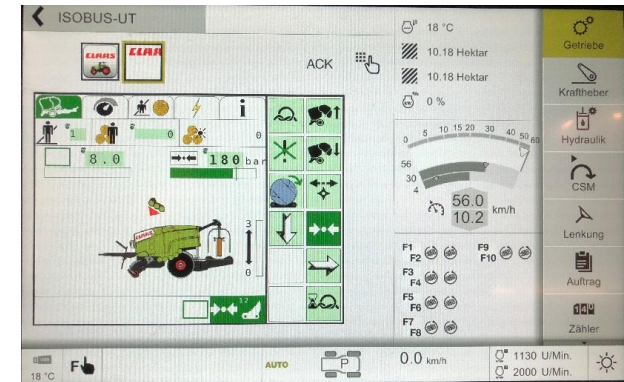 ISOBUS-UT
CLAAS
CLAAS
ACK
i
1
0
0
8.0
180 bar
3
0
1 2
18 °C
10.18 Hektar
10.18 Hektar
0 %
0 5 10 15 20 30 40 50 60
56
30
4
56.0
10.2 km/h
F1
F2
F9
F10
F3
F4
F5
F6
F7
F8
Getriebe
Kraftheber
Hydraulik
CSM
Lenkung
Auftrag
Zähler
18 °C
F
AUTO
P
0.0 km/h
1130 U/Min.
2000 U/Min.